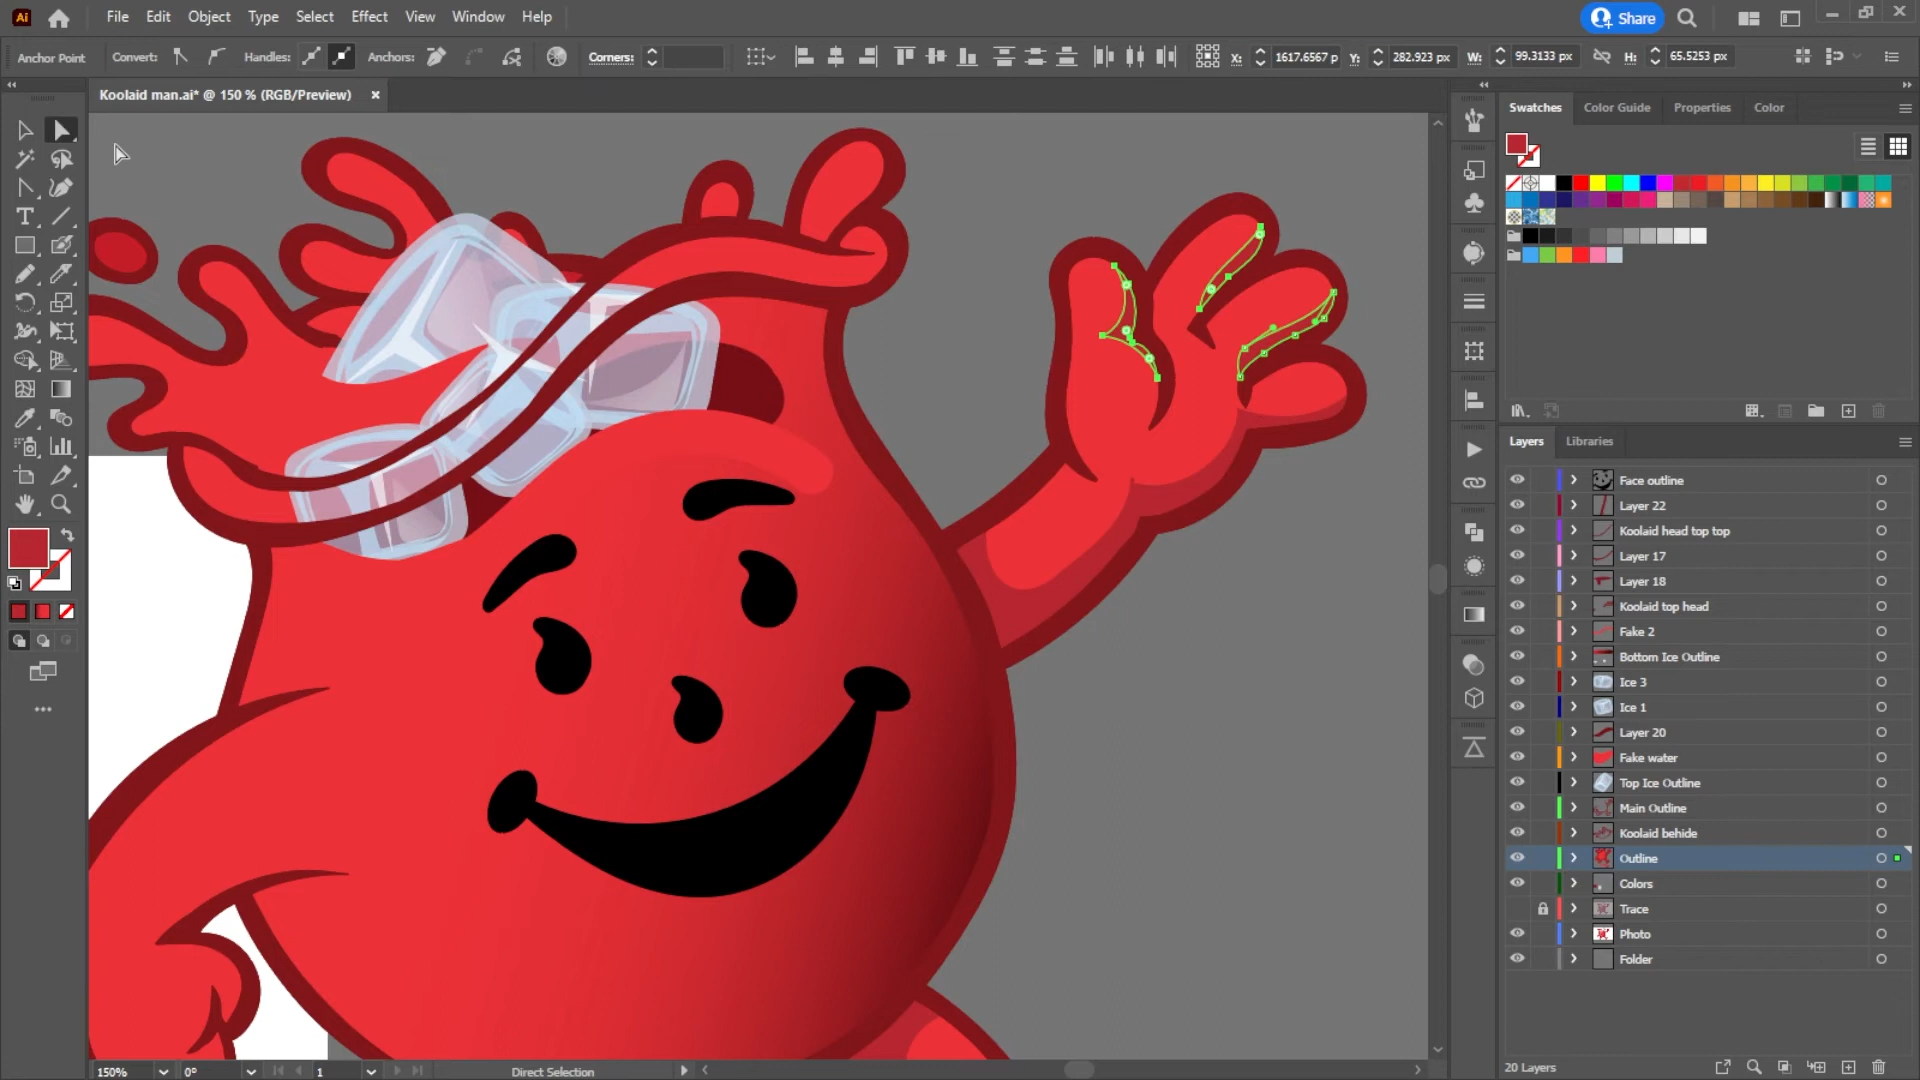 Ai File Edit Object Type Select Effect View Window Help Share
Anchor Point Convert: Handles: Anchors: Corners: X: 1617.6567 p Y: 282.923 px W: 99.3133 px H: 65.5253 px
Koolaid man.ai* @ 150 % (RGB/Preview)
Swatches Color Guide Properties Color
Layers Libraries
Face outline
Layer 22
Koolaid head top top
Layer 17
Layer 18
Koolaid top head
Fake 2
Bottom Ice Outline
Ice 3
Ice 1
Layer 20
Fake water
Top Ice Outline
Main Outline
Koolaid behide
Outline
Colors
Trace
Photo
Folder
20 Layers
150% 0° 1 Direct Selection